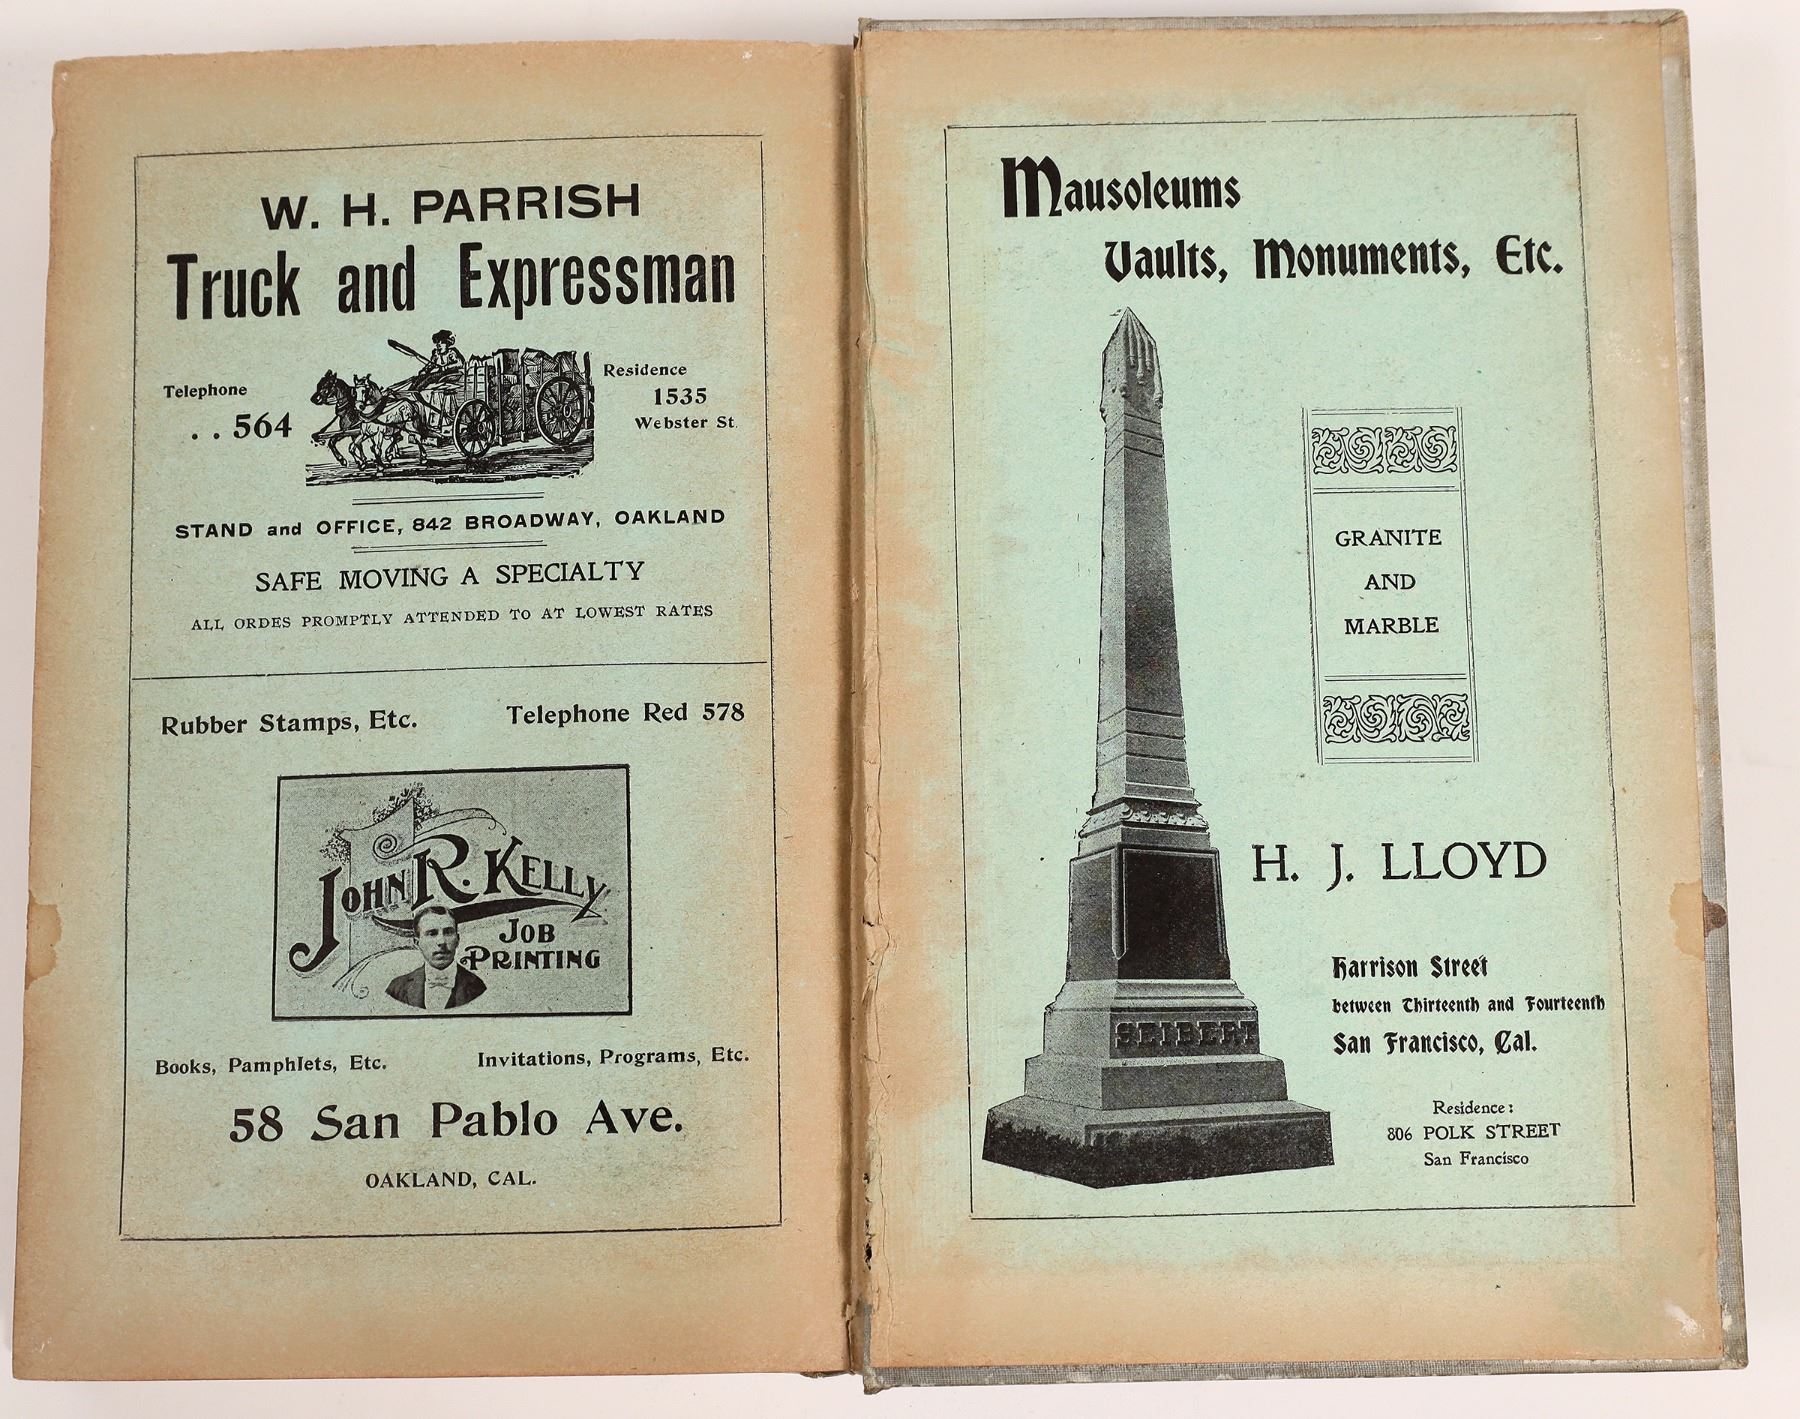 W. H. PARRISH
Truck and Expressman
Telephone
. . 564
Residence
1535
Webster St.
STAND and OFFICE, 842 BROADWAY, OAKLAND
SAFE MOVING A SPECIALTY
ALL ORDES PROMPTLY ATTENDED TO AT LOWEST RATES
Rubber Stamps, Etc.
Telephone Red 578
JOHN R. KELLY
JOB
PRINTING
Books, Pamphlets, Etc.
Invitations, Programs, Etc.
58 San Pablo Ave.
OAKLAND, CAL.
Mausoleums
Vaults, Monuments, Etc.
GRANITE
AND
MARBLE
H. J. LLOYD
SEIBERT
Harrison Street
between Thirteenth and Fourteenth
San Francisco, Cal.
Residence:
806 POLK STREET
San Francisco